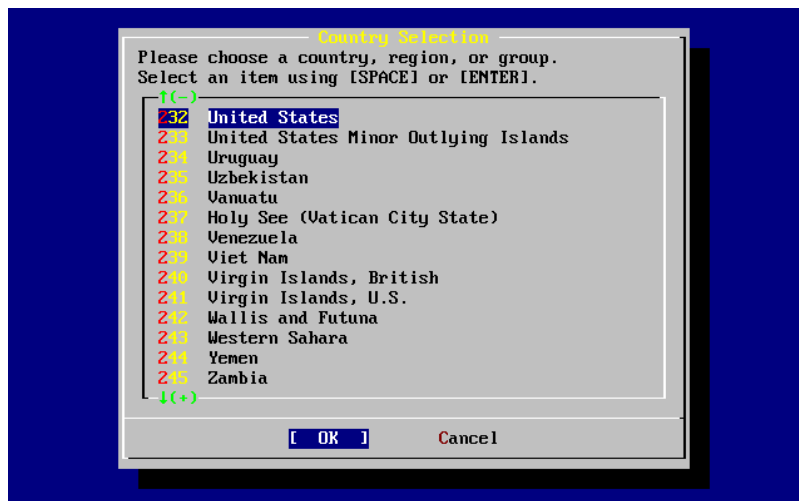 Country Selection
Please choose a country, region, or group.
Select an item using [SPACE] or [ENTER].
↑(-)
232 United States
233 United States Minor Outlying Islands
234 Uruguay
235 Uzbekistan
236 Vanuatu
237 Holy See (Vatican City State)
238 Venezuela
239 Viet Nam
240 Virgin Islands, British
241 Virgin Islands, U.S.
242 Wallis and Futuna
243 Western Sahara
244 Yemen
245 Zambia
↓(+)
[ OK ] Cancel